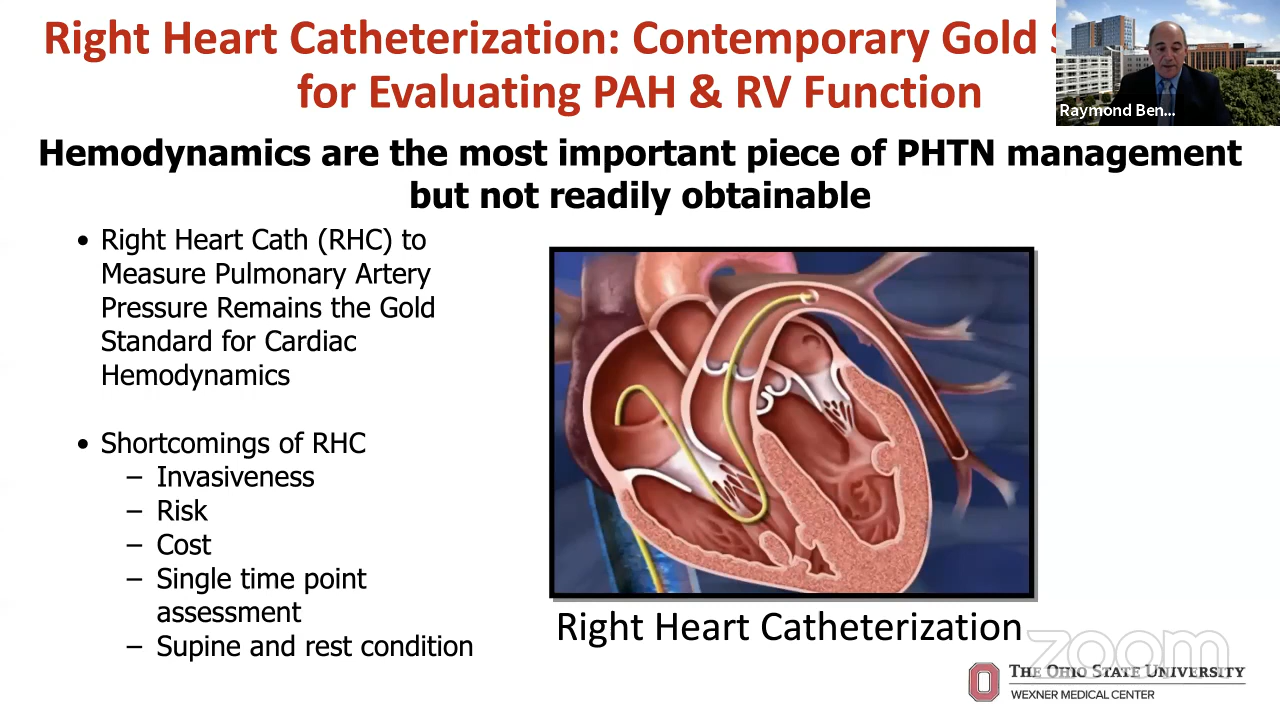 Right Heart Catheterization: Contemporary Gold
for Evaluating PAH & RV Function
Raymond Ben...
Hemodynamics are the most important piece of PHTN management
but not readily obtainable
• Right Heart Cath (RHC) to
Measure Pulmonary Artery
Pressure Remains the Gold
Standard for Cardiac
Hemodynamics
• Shortcomings of RHC
– Invasiveness
– Risk
– Cost
– Single time point
assessment
– Supine and rest condition
Right Heart Catheterization
zoom
THE OHIO STATE UNIVERSITY
WEXNER MEDICAL CENTER